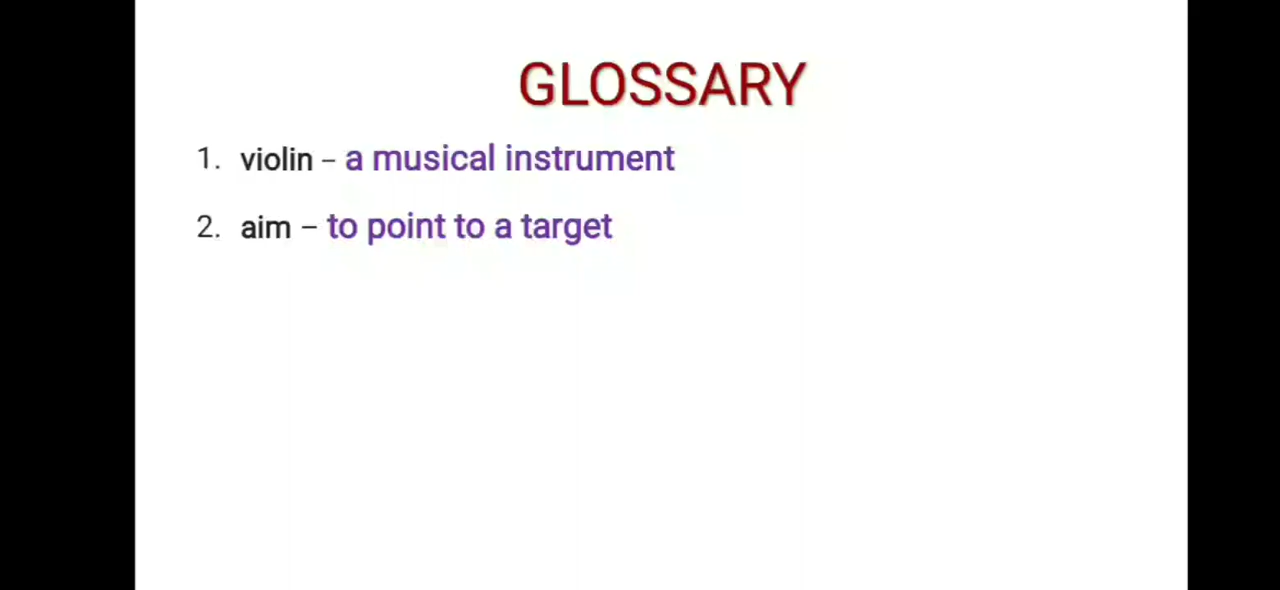 GLOSSARY
1. violin – a musical instrument
2. aim – to point to a target